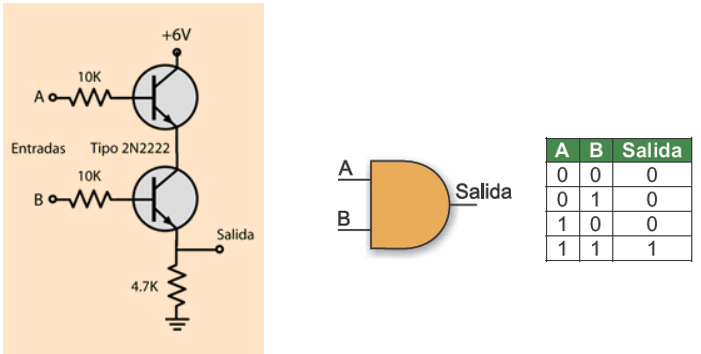 +6V
10K
A
Entradas Tipo 2N2222
10K
B
Salida
4.7K
A
B
Salida
A B Salida
0 0 0
0 1 0
1 0 0
1 1 1